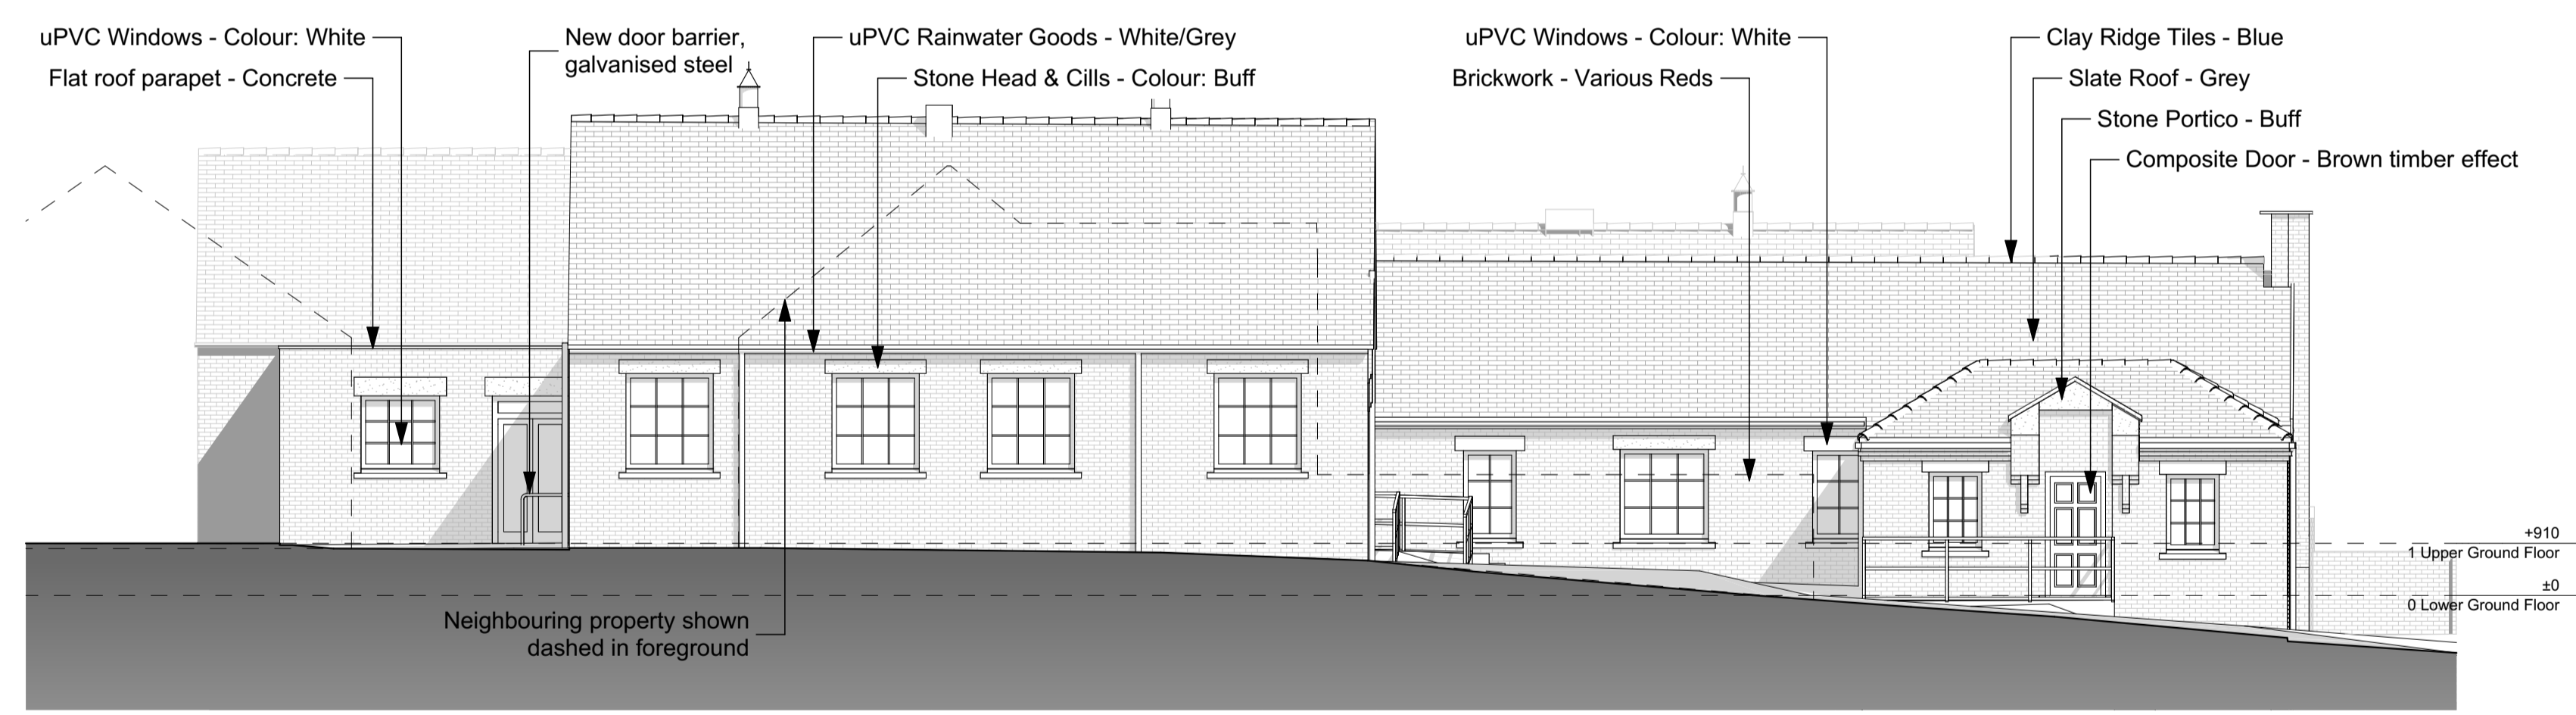 uPVC Windows - Colour: White
Flat roof parapet - Concrete
New door barrier,
galvanised steel
uPVC Rainwater Goods - White/Grey
Stone Head & Cills - Colour: Buff
uPVC Windows - Colour: White
Brickwork - Various Reds
Clay Ridge Tiles - Blue
Slate Roof - Grey
Stone Portico - Buff
Composite Door - Brown timber effect
+910
1 Upper Ground Floor
±0
0 Lower Ground Floor
Neighbouring property shown
dashed in foreground